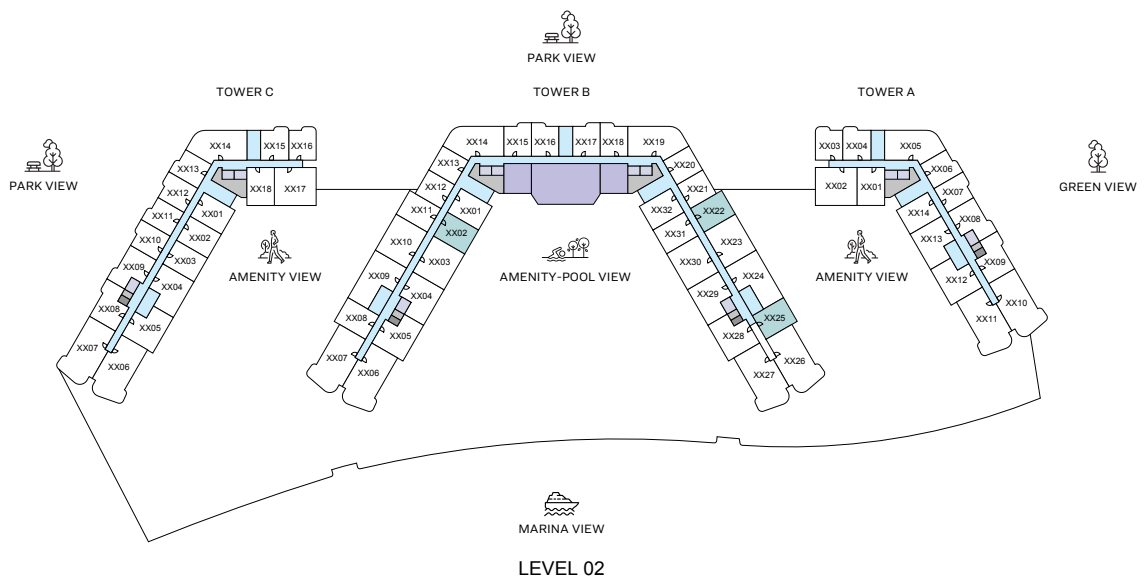 PARK VIEW
TOWER C
TOWER B
TOWER A
PARK VIEW
GREEN VIEW
XX14
XX15
XX16
XX13
XX12
XX11
XX10
XX09
XX08
XX07
XX18
XX17
XX01
XX02
XX03
XX04
XX05
XX06
AMENITY VIEW
XX14
XX15
XX16
XX17
XX18
XX19
XX13
XX12
XX11
XX10
XX09
XX08
XX07
XX01
XX02
XX03
XX04
XX05
XX06
AMENITY-POOL VIEW
XX20
XX21
XX22
XX23
XX24
XX25
XX26
XX32
XX31
XX30
XX29
XX28
XX27
AMENITY VIEW
XX03
XX04
XX05
XX02
XX01
XX06
XX07
XX08
XX09
XX10
XX14
XX13
XX12
XX11
MARINA VIEW
LEVEL 02